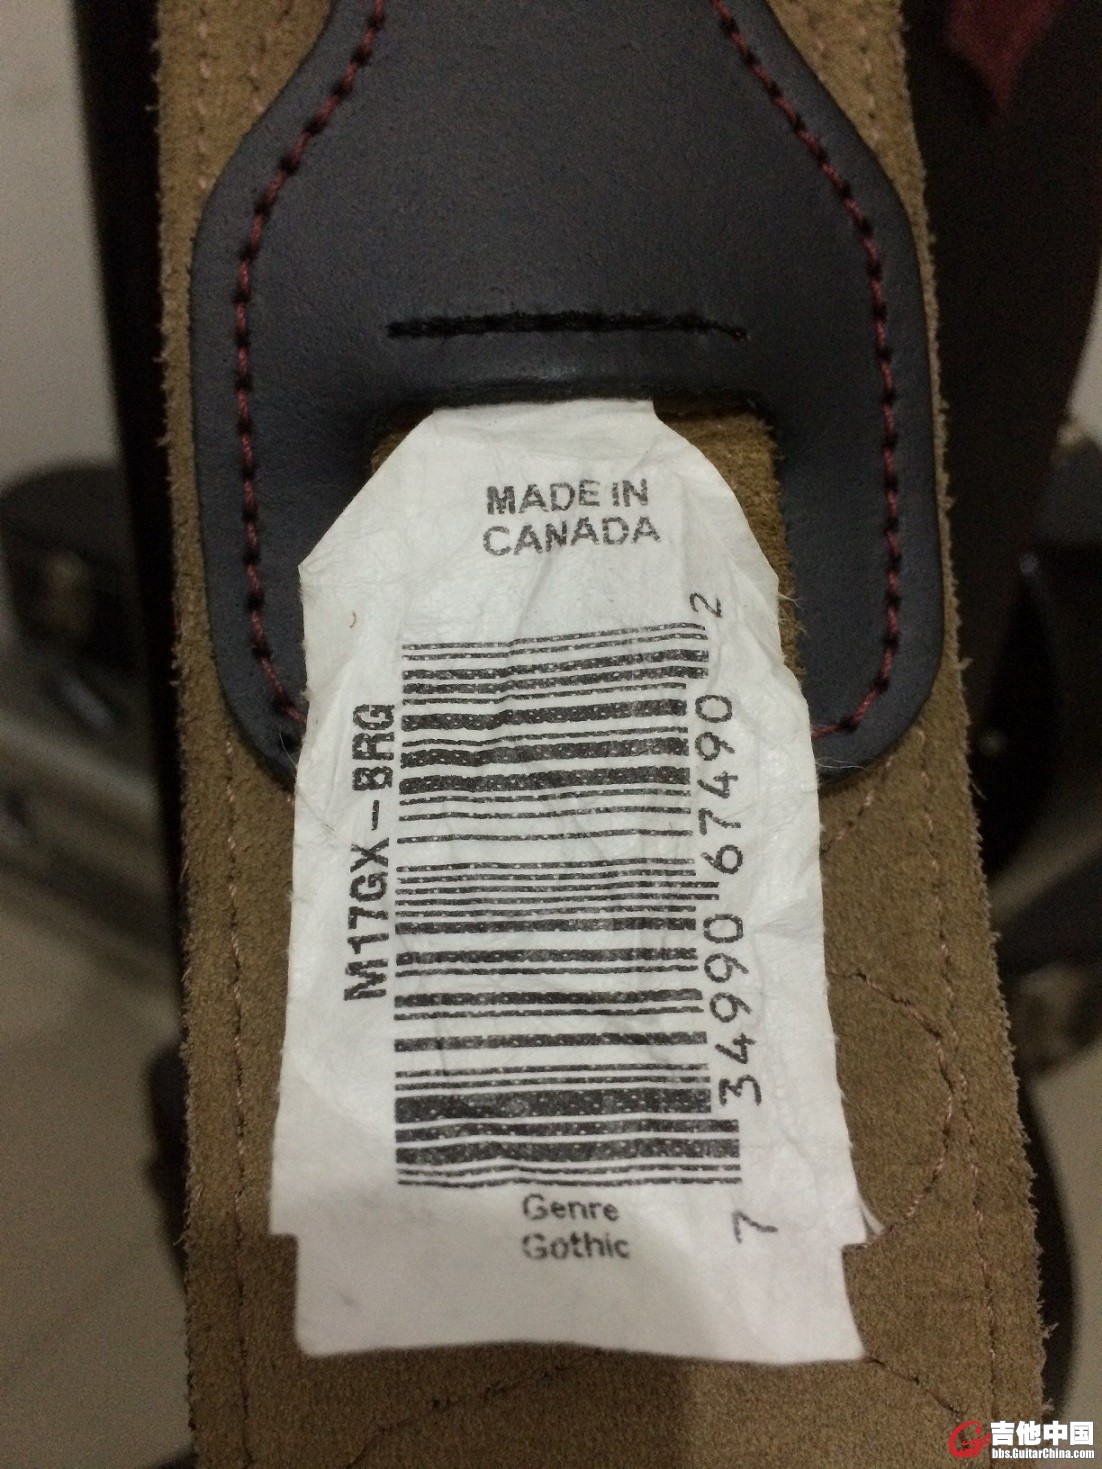 MADE IN
CANADA
M17GX-BRG
7 34990 67490 2
Genre
Gothic
吉他中国
bbs.GuitarChina.com